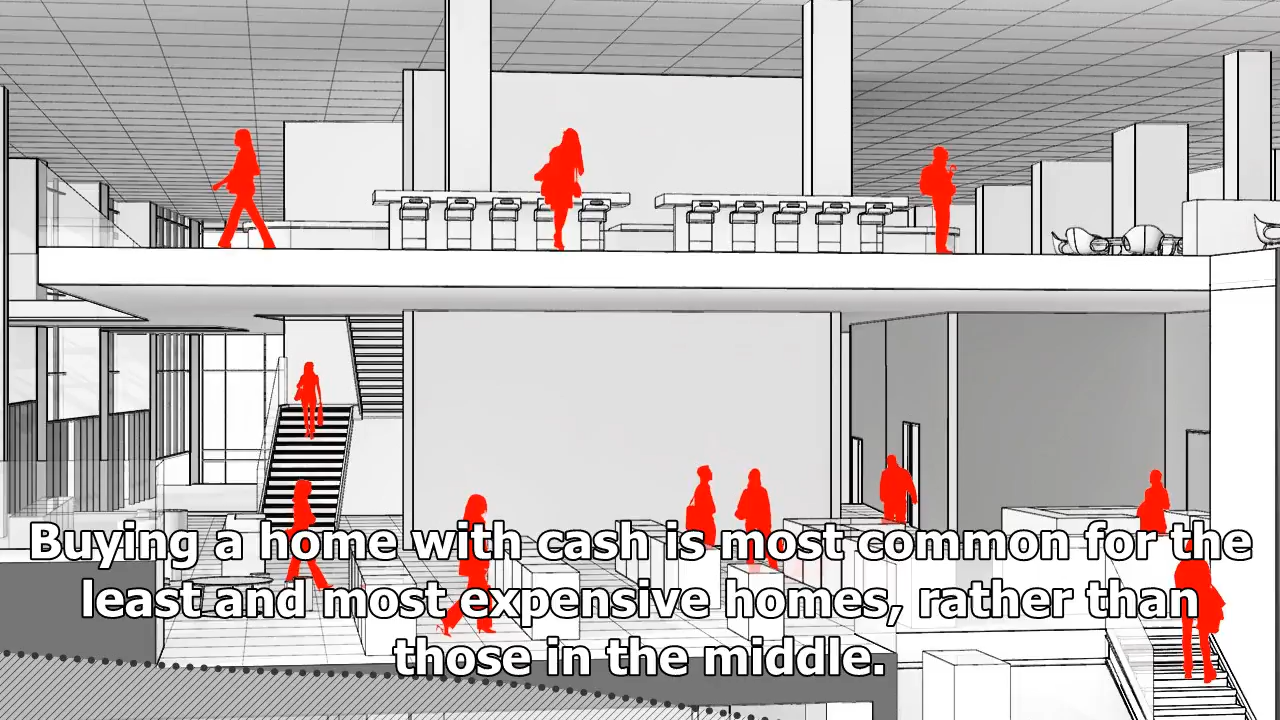 Buying a home with cash is most common for the
least and most expensive homes, rather than
those in the middle.